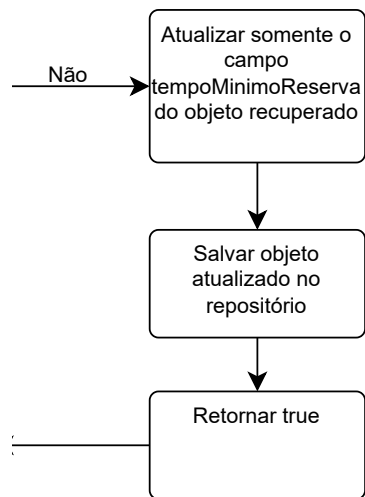 Atualizar somente o
campo
Não
tempoMinimoReserva
do objeto recuperado
Salvar objeto
atualizado no
repositório
Retornar true